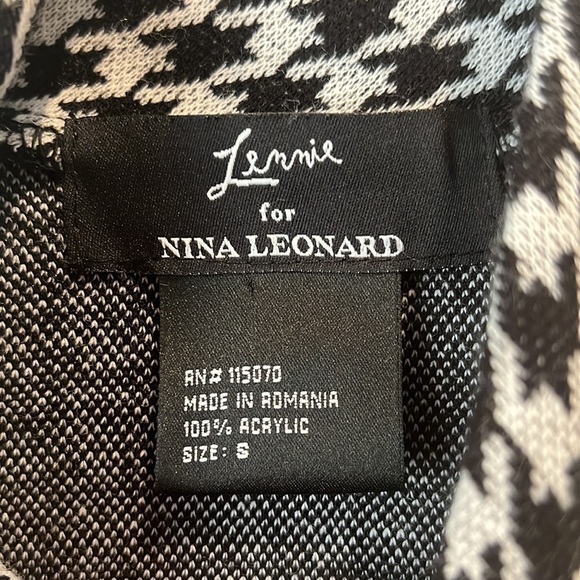 Lennie
for
NINA LEONARD
RN# 115070
MADE IN ROMANIA
100% ACRYLIC
SIZE: S